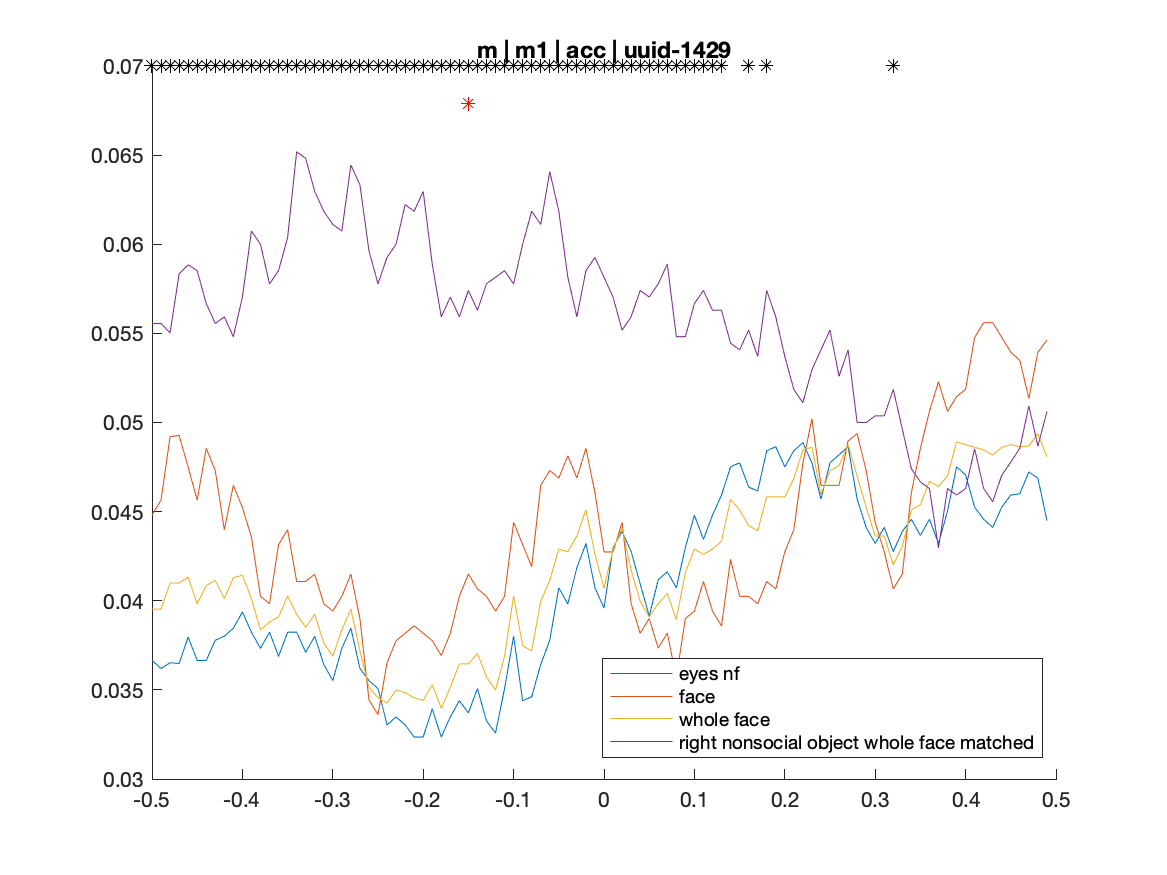 m | m1 | acc | uuid-1429
0.07
0.065
0.06
0.055
0.05
0.045
0.04
0.035
0.03
eyes nf
face
whole face
right nonsocial object whole face matched
-0.5 -0.4 -0.3 -0.2 -0.1 0 0.1 0.2 0.3 0.4 0.5